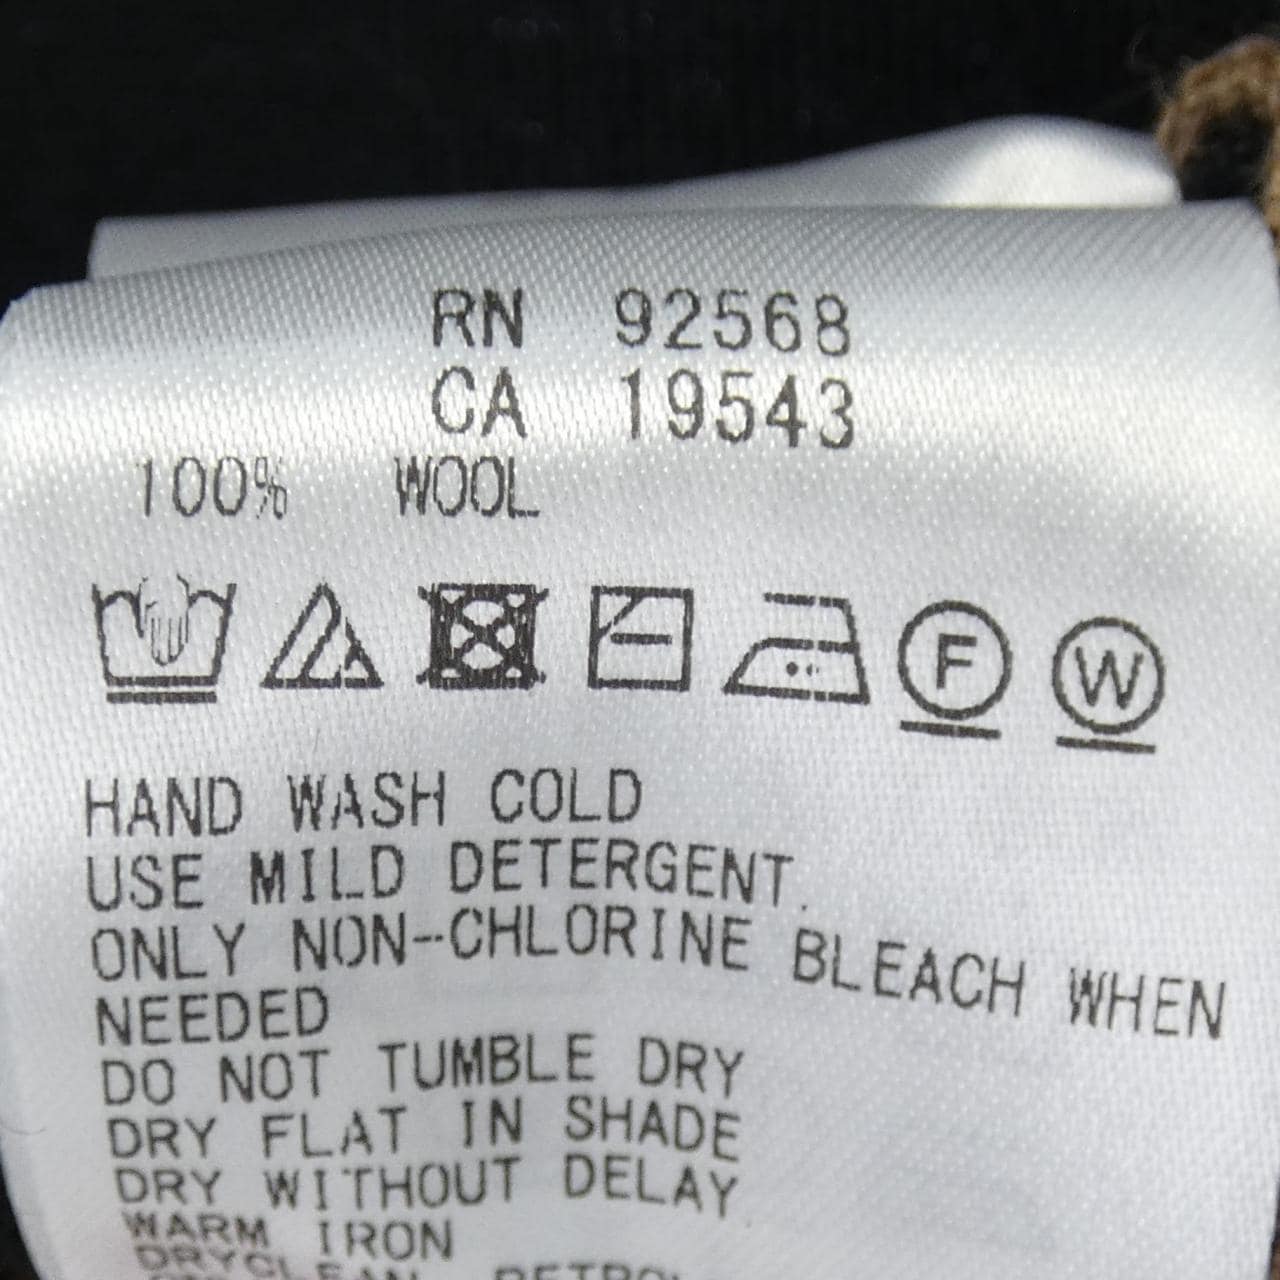 RN 92568
CA 19543
100% WOOL
F W
HAND WASH COLD
USE MILD DETERGENT.
ONLY NON-CHLORINE BLEACH WHEN
NEEDED
DO NOT TUMBLE DRY
DRY FLAT IN SHADE
DRY WITHOUT DELAY
WARM IRON
DRYCLEAN